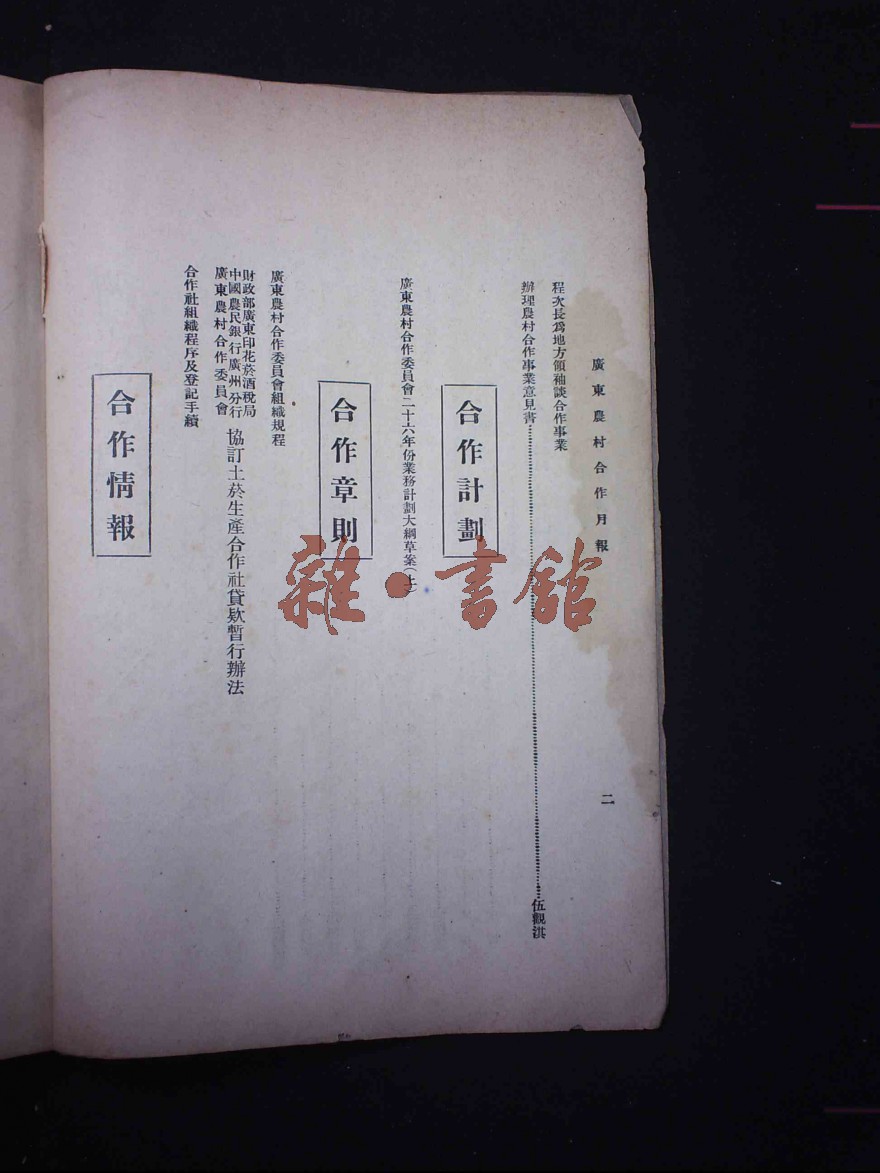 廣東農村合作月報
二
程次長爲地方領袖談合作事業
辦理農村合作事業意見書……伍觀淇
合作計劃
廣東農村合作委員會二十六年份業務計劃大綱草案(上)
合作章則
廣東農村合作委員會組織規程
財政部廣東印花菸酒稅局
中國農民銀行廣州分行
廣東農村合作委員會
協訂土菸生產合作社貸欵暫行辦法
合作社組織程序及登記手續
合作情報
雜·書館